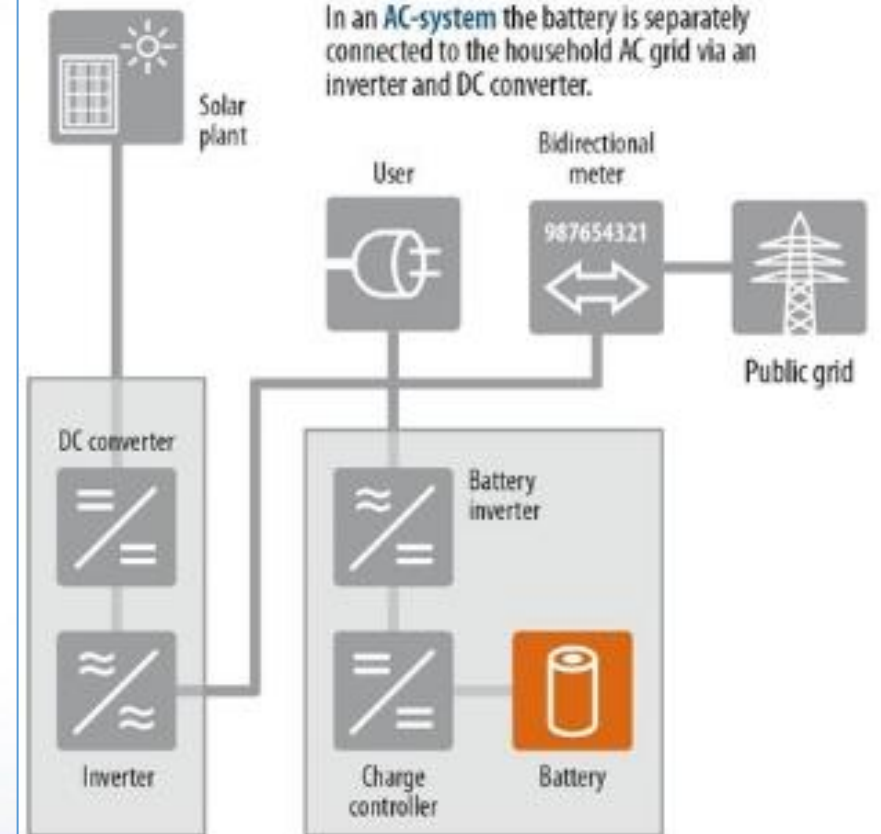 In an AC-system the battery is separately
connected to the household AC grid via an
inverter and DC converter.
Solar
plant
User
Bidirectional
meter
987654321
Public grid
DC converter
Battery
inverter
Inverter
Charge
controller
Battery